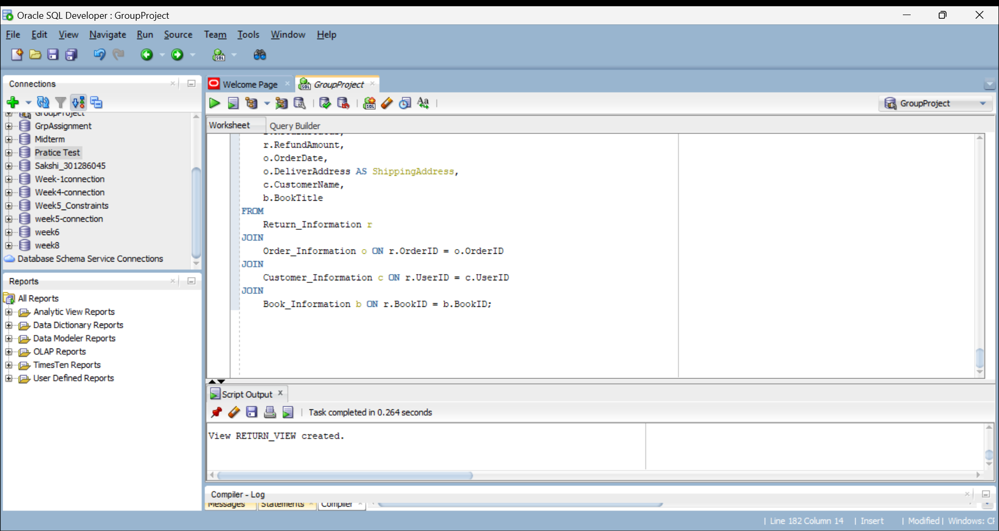 Oracle SQL Developer : GroupProject
File Edit View Navigate Run Source Team Tools Window Help
Connections
GroupProject
GrpAssignment
Midterm
Pratice Test
Sakshi_301286045
Week-1connection
Week4-connection
Week5_Constraints
week5-connection
week6
week8
Database Schema Service Connections
Reports
All Reports
Analytic View Reports
Data Dictionary Reports
Data Modeler Reports
OLAP Reports
TimesTen Reports
User Defined Reports
Welcome Page
GroupProject
GroupProject
Worksheet Query Builder
r.RefundAmount,
o.OrderDate,
o.DeliverAddress AS ShippingAddress,
c.CustomerName,
b.BookTitle
FROM
Return_Information r
JOIN
Order_Information o ON r.OrderID = o.OrderID
JOIN
Customer_Information c ON r.UserID = c.UserID
JOIN
Book_Information b ON r.BookID = b.BookID;
Script Output
Task completed in 0.264 seconds
View RETURN_VIEW created.
Compiler - Log
Messages Statements Compiler
| Line 182 Column 14 | Insert | Modified | Windows: